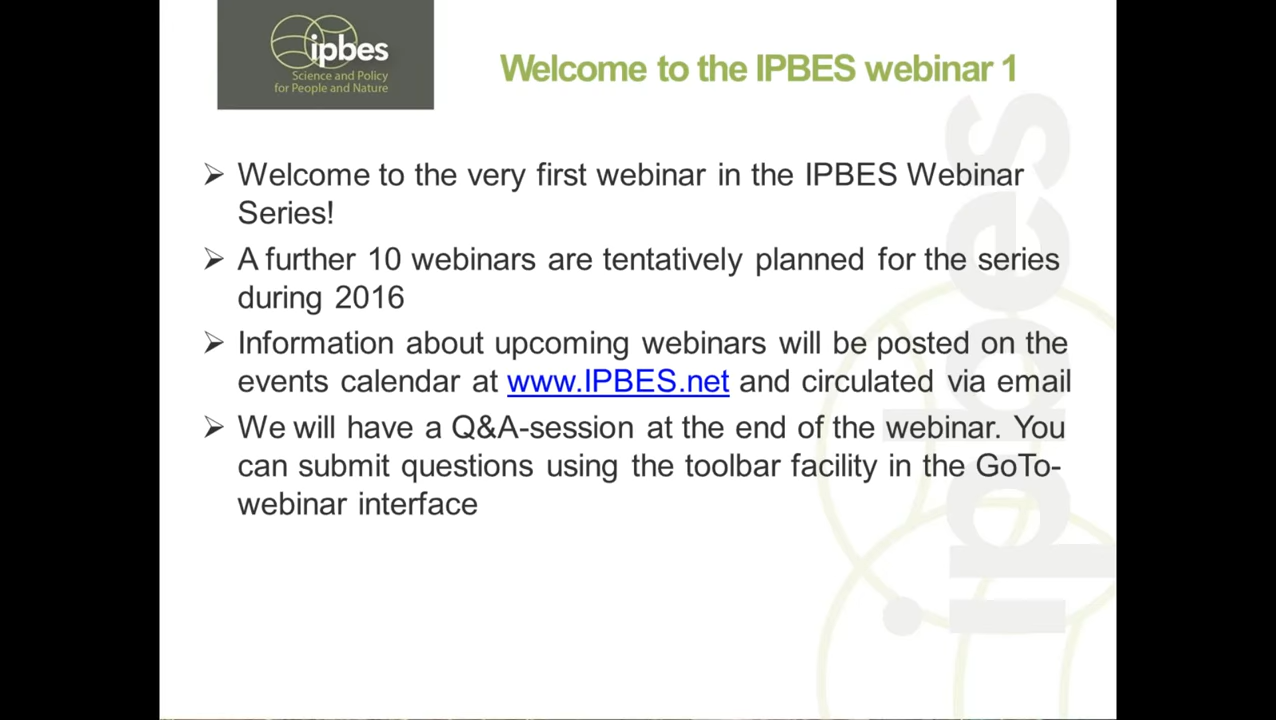 ipbes
Science and Policy
for People and Nature
Welcome to the IPBES webinar 1
➢ Welcome to the very first webinar in the IPBES Webinar
Series!
➢ A further 10 webinars are tentatively planned for the series
during 2016
➢ Information about upcoming webinars will be posted on the
events calendar at www.IPBES.net and circulated via email
➢ We will have a Q&A-session at the end of the webinar. You
can submit questions using the toolbar facility in the GoTo-
webinar interface
ipbes